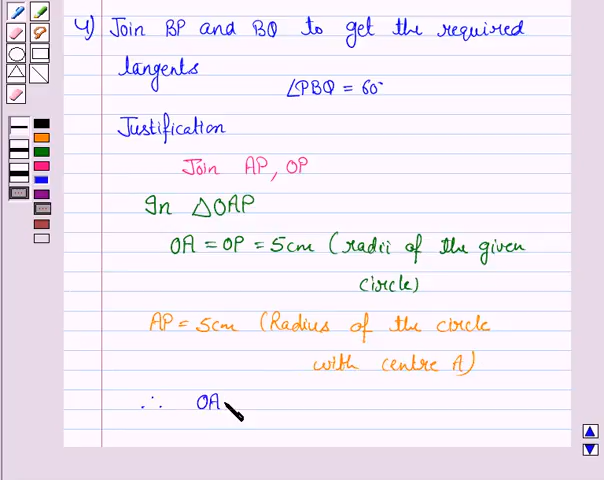 4) Join BP and BQ to get the required
tangents
∠PBQ = 60°
Justification
Join AP, OP
In △OAP
OA = OP = 5cm (radii of the given
circle)
AP = 5cm (Radius of the circle
with centre A)
∴ OA